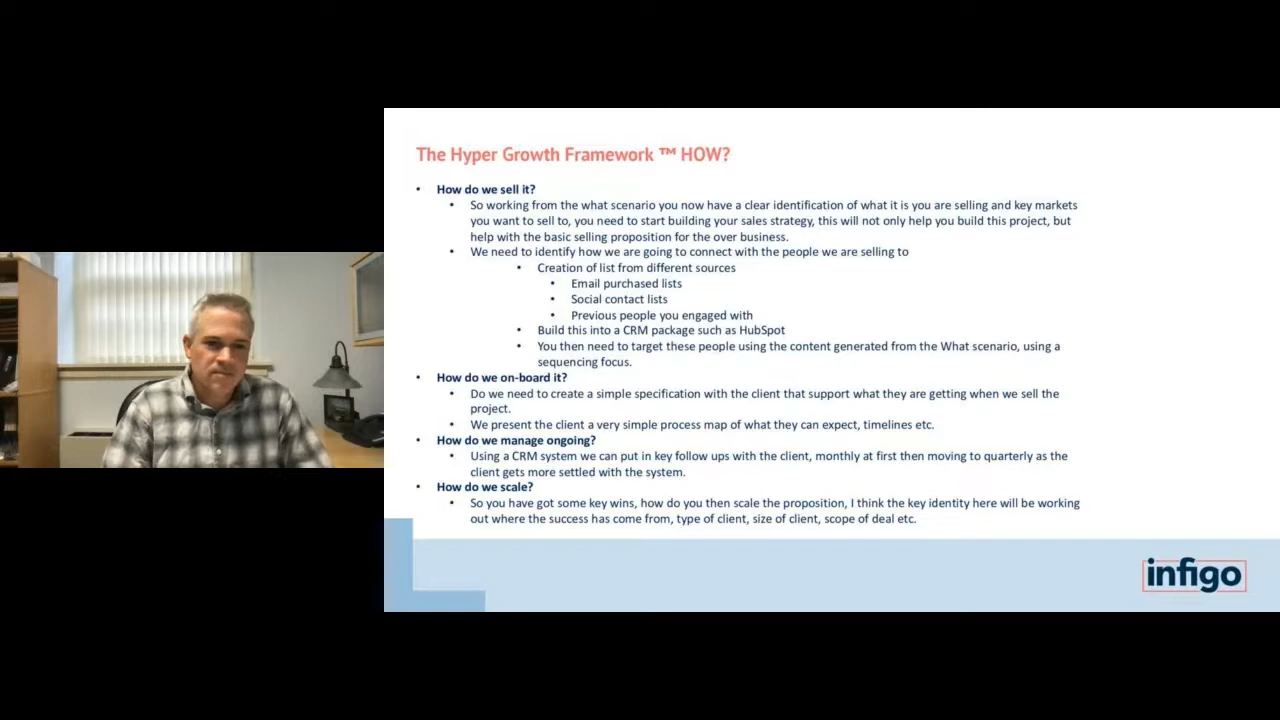 The Hyper Growth Framework ™ HOW?
• How do we sell it?
• So working from the what scenario you now have a clear identification of what it is you are selling and key markets
you want to sell to, you need to start building your sales strategy, this will not only help you build this project, but
help with the basic selling proposition for the over business.
• We need to identify how we are going to connect with the people we are selling to
• Creation of list from different sources
• Email purchased lists
• Social contact lists
• Previous people you engaged with
• Build this into a CRM package such as HubSpot
• You then need to target these people using the content generated from the What scenario, using a
sequencing focus.
• How do we on-board it?
• Do we need to create a simple specification with the client that support what they are getting when we sell the
project.
• We present the client a very simple process map of what they can expect, timelines etc.
• How do we manage ongoing?
• Using a CRM system we can put in key follow ups with the client, monthly at first then moving to quarterly as the
client gets more settled with the system.
• How do we scale?
• So you have got some key wins, how do you then scale the proposition, I think the key identity here will be working
out where the success has come from, type of client, size of client, scope of deal etc.
infigo